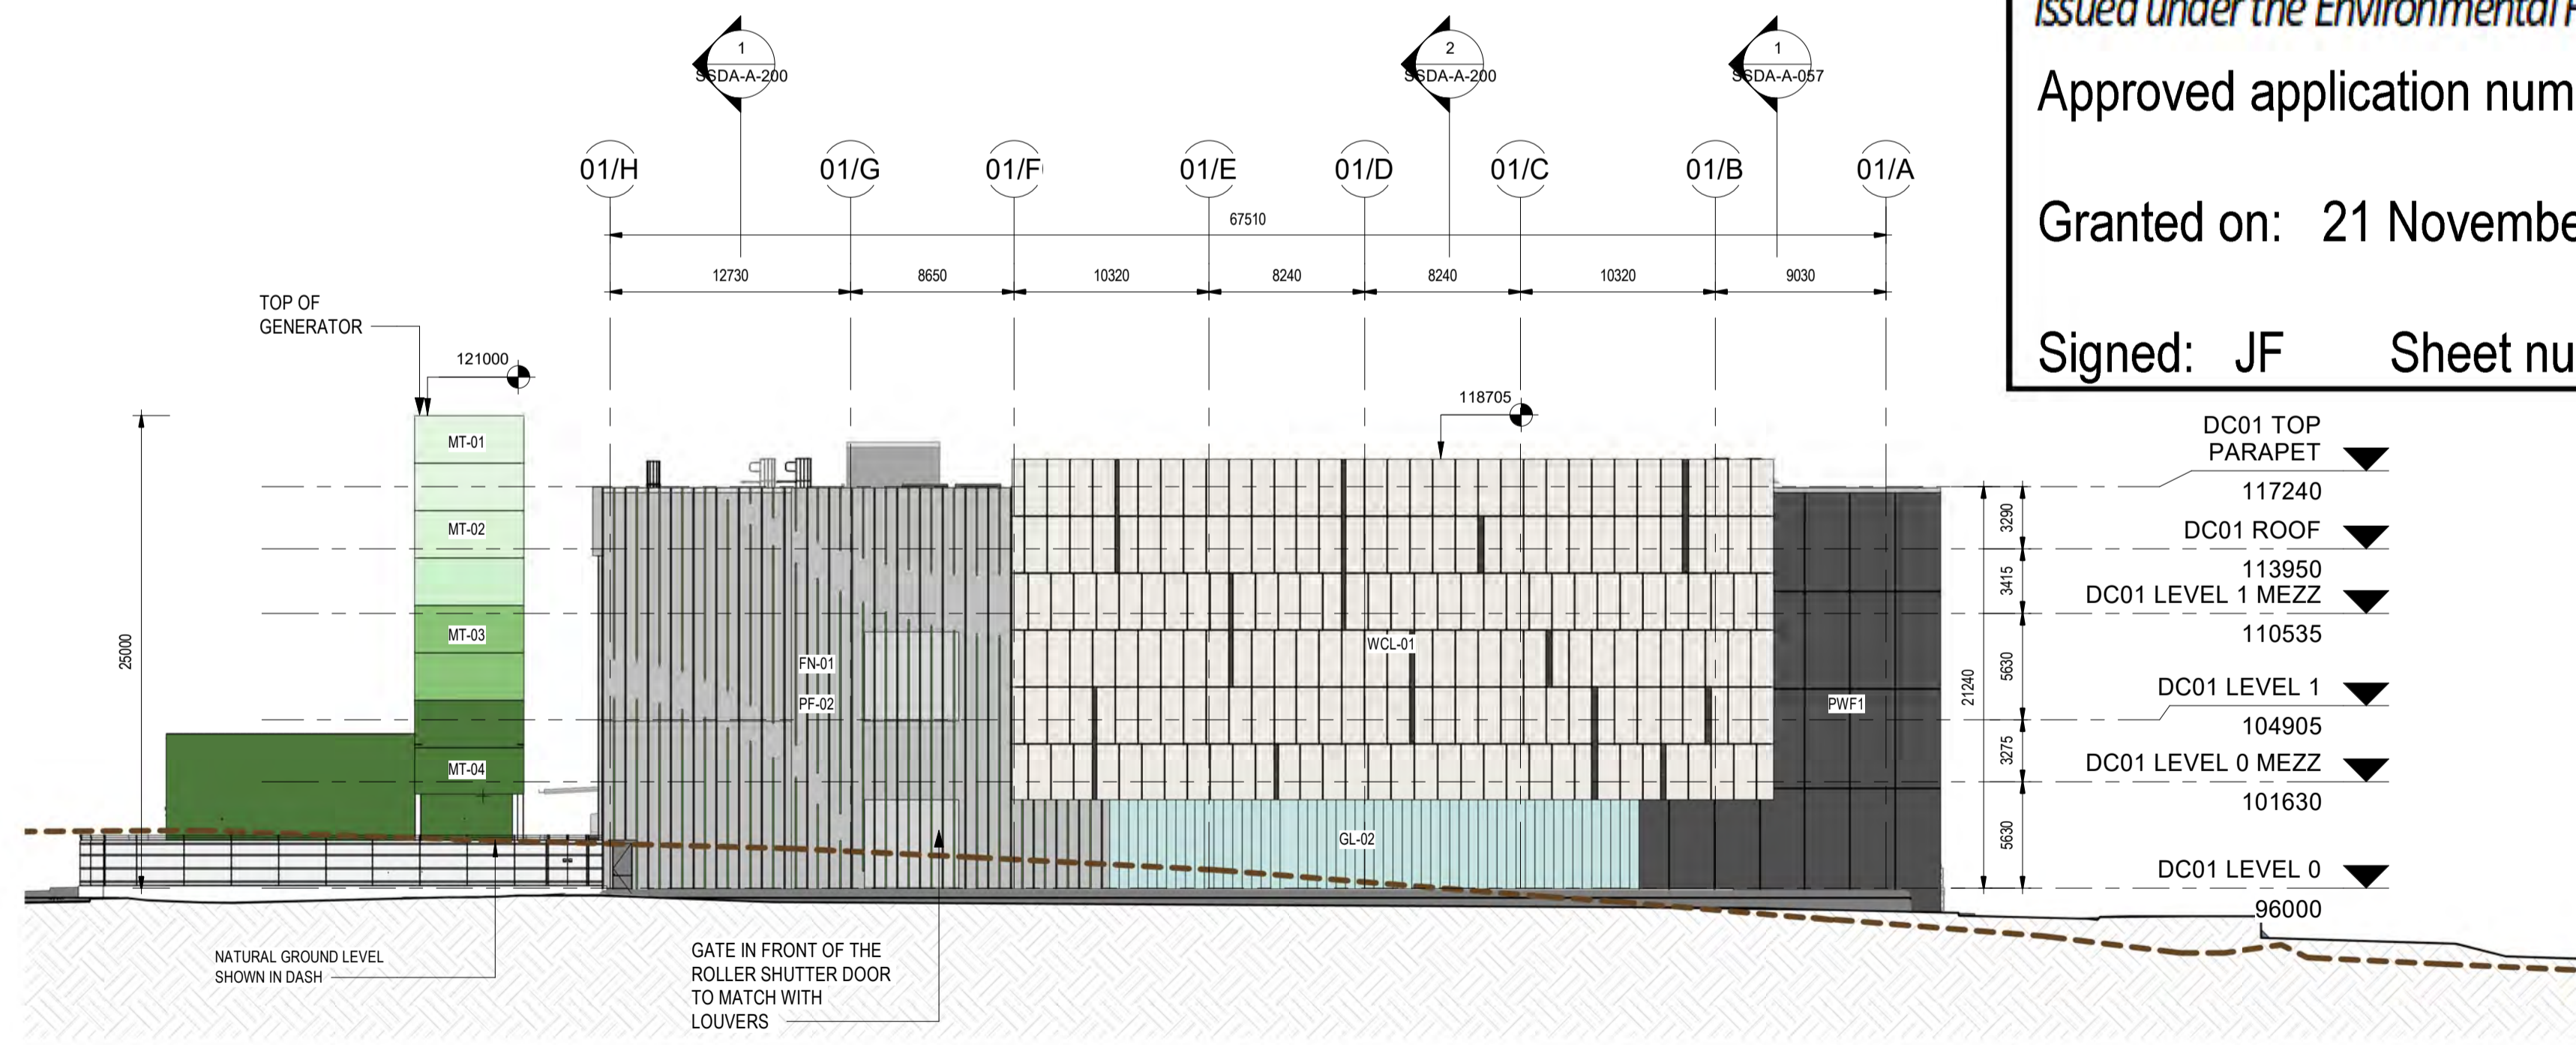 Issued under the Environmental
Approved application num
Granted on: 21 Novembe
Signed: JF Sheet nu
1
SSDA-A-200
2
SSDA-A-200
1
SSDA-A-057
01/H
01/G
01/F
01/E
01/D
01/C
01/B
01/A
67510
12730
8650
10320
8240
8240
10320
9030
TOP OF
GENERATOR
121000
118705
25000
MT-01
MT-02
MT-03
MT-04
FN-01
PF-02
WCL-01
GL-02
PWF1
21240
3290
3415
5630
3275
5630
DC01 TOP
PARAPET
117240
DC01 ROOF
113950
DC01 LEVEL 1 MEZZ
110535
DC01 LEVEL 1
104905
DC01 LEVEL 0 MEZZ
101630
DC01 LEVEL 0
96000
NATURAL GROUND LEVEL
SHOWN IN DASH
GATE IN FRONT OF THE
ROLLER SHUTTER DOOR
TO MATCH WITH
LOUVERS